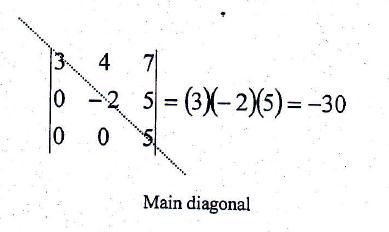 |3 4 7|
|0 −2 5| = (3)(−2)(5) = −30
|0 0 5|
Main diagonal